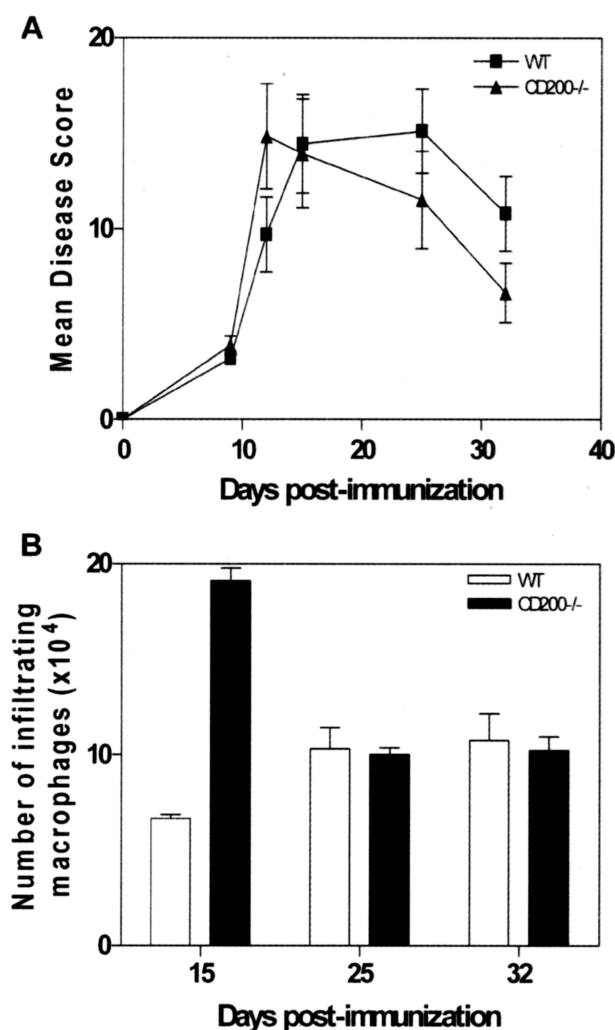 A
20
WT
CD200-/-
Mean Disease Score
10
0
0 10 20 30 40
Days post-immunization
B
20
WT
CD200-/-
Number of infiltrating
macrophages (x10⁴)
10
0
15 25 32
Days post-immunization